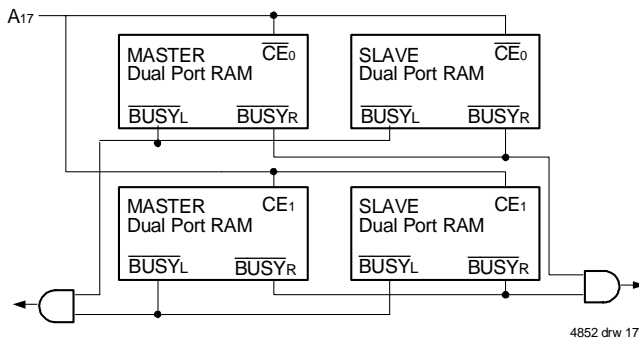 A17
MASTER CE0
Dual Port RAM
BUSYL BUSYR
SLAVE CE0
Dual Port RAM
BUSYL BUSYR
MASTER CE1
Dual Port RAM
BUSYL BUSYR
SLAVE CE1
Dual Port RAM
BUSYL BUSYR
4852 drw 17